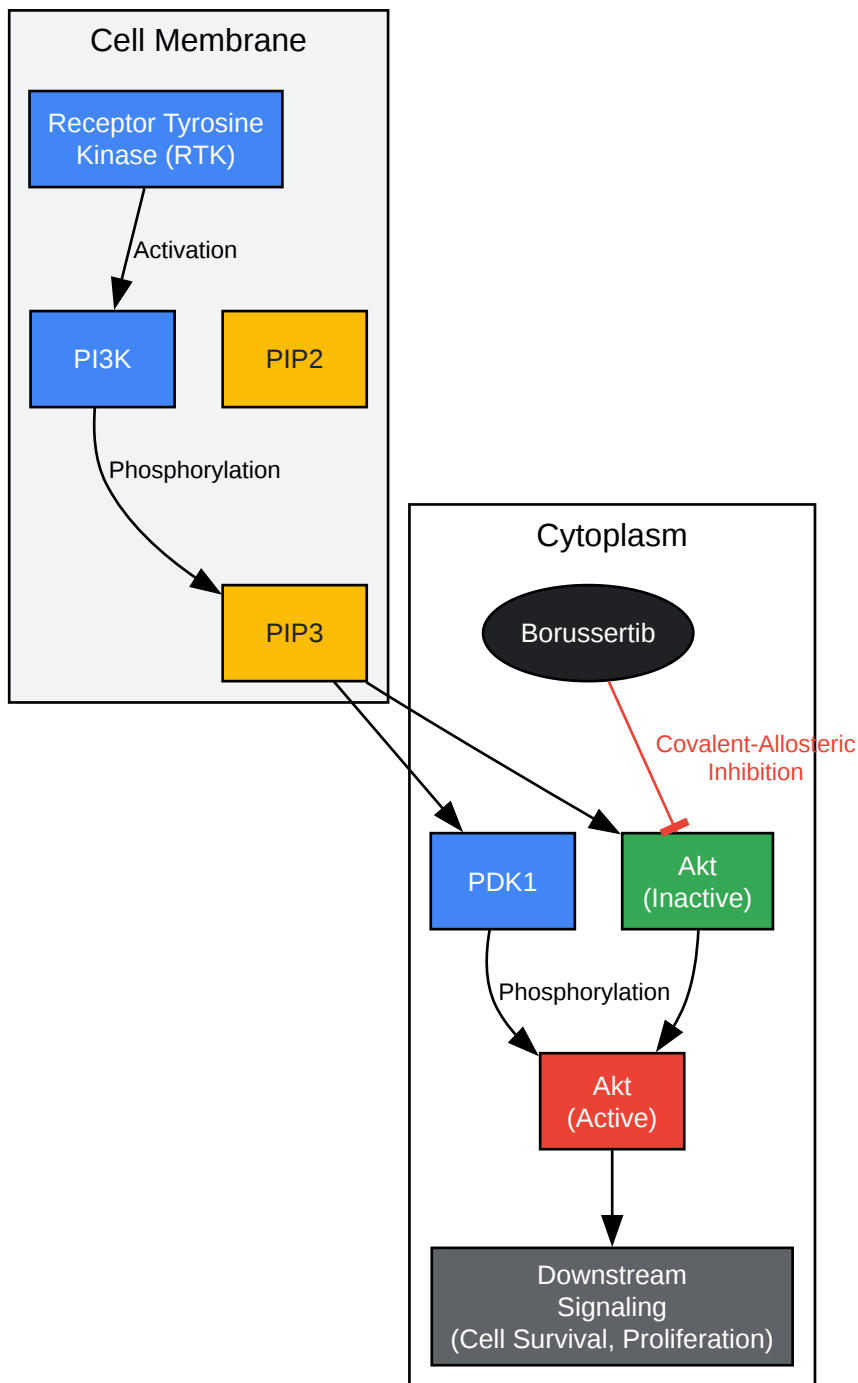 Cell Membrane
Receptor Tyrosine
Kinase (RTK)
Activation
PI3K
PIP2
Phosphorylation
PIP3
Cytoplasm
Borussertib
Covalent-Allosteric
Inhibition
PDK1
Akt
(Inactive)
Phosphorylation
Akt
(Active)
Downstream
Signaling
(Cell Survival, Proliferation)